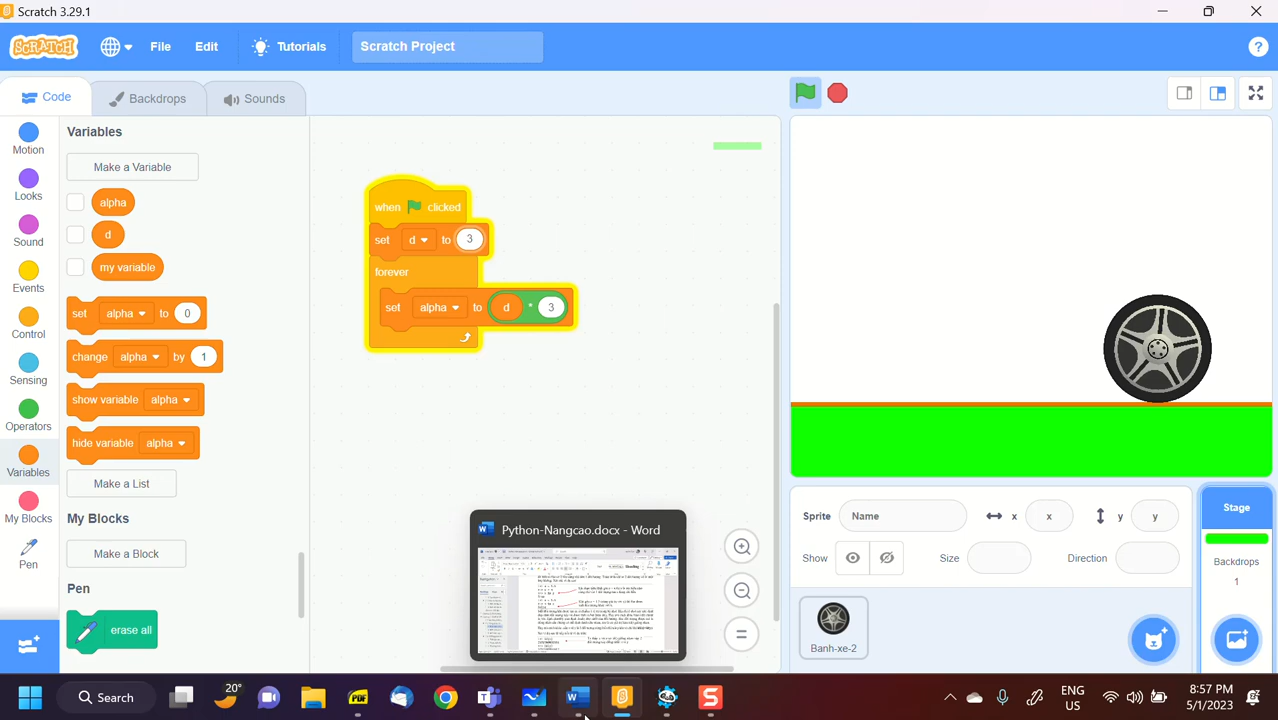 Scratch 3.29.1
SCRATCH File Edit Tutorials Scratch Project ?
Code Backdrops Sounds
Motion
Looks
Sound
Events
Control
Sensing
Operators
Variables
My Blocks
Pen
Variables
Make a Variable
alpha
d
my variable
set alpha to 0
change alpha by 1
show variable alpha
hide variable alpha
Make a List
My Blocks
Make a Block
Pen
erase all
when clicked
set d to 3
forever
set alpha to d * 3
Python-Nangcao.docx - Word
Sprite Name x x y y
Show Size Direction
Banh-xe-2
Stage
Backdrops
1
Search
20°
PDF
ENG
US
8:57 PM
5/1/2023